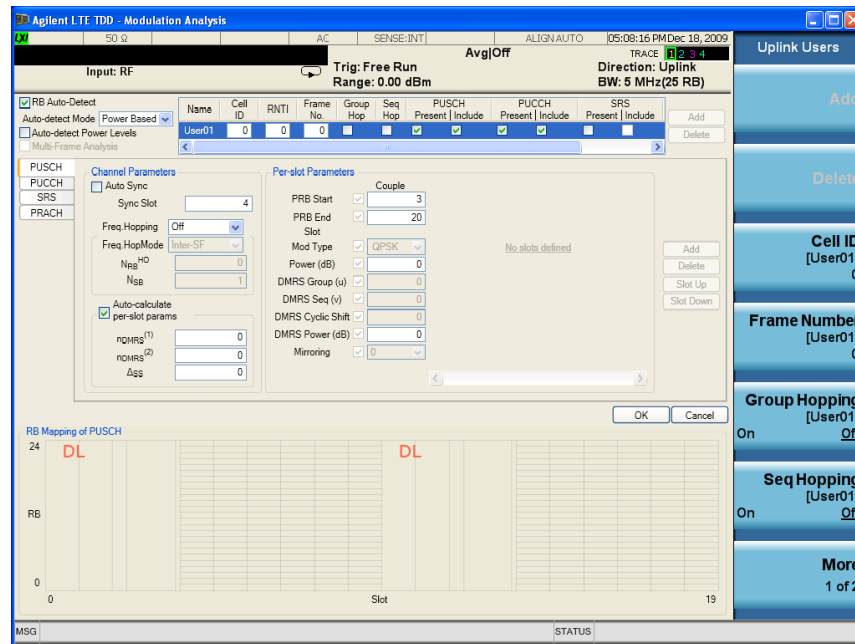 Agilent LTE TDD - Modulation Analysis
LXI 50 Ω AC SENSE:INT ALIGN AUTO 05:08:16 PM Dec 18, 2009
Avg|Off TRACE 1 2 3 4
Input: RF Trig: Free Run Direction: Uplink
Range: 0.00 dBm BW: 5 MHz(25 RB)
Uplink Users
RB Auto-Detect
Auto-detect Mode Power Based
Auto-detect Power Levels
Multi-Frame Analysis
Name Cell ID RNTI Frame No. Group Hop Seq Hop PUSCH Present | Include PUCCH Present | Include SRS Present | Include
User01 0 0 0
Add
Delete
PUSCH
PUCCH
SRS
PRACH
Channel Parameters
Auto Sync
Sync Slot 4
Freq.Hopping Off
Freq.HopMode Inter-SF
NRB^HO 0
NSB 1
Auto-calculate
per-slot params
nDMRS(1) 0
nDMRS(2) 0
Δss 0
Per-slot Parameters
Couple
PRB Start 3
PRB End 20
Slot
Mod Type QPSK
Power (dB) 0
DMRS Group (u) 0
DMRS Seq (v) 0
DMRS Cyclic Shift 0
DMRS Power (dB) 0
Mirroring 0
No slots defined
Add
Delete
Slot Up
Slot Down
OK Cancel
RB Mapping of PUSCH
24 DL DL
RB
0
0 Slot 19
MSG STATUS
Add
Delete
Cell ID
[User01
Frame Number
[User01
Group Hopping
[User01
On Of
Seq Hopping
[User01
On Of
More
1 of 2